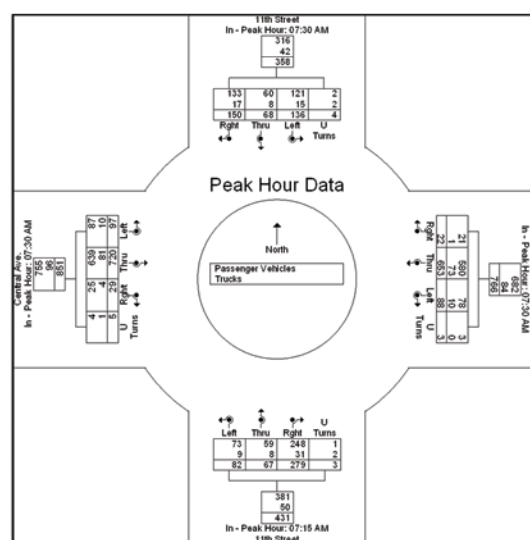 11th Street
In - Peak Hour: 07:30 AM
316
42
358
133 60 121 2
17 8 15 2
150 68 136 4
Rght Thru Left U
Turns
Peak Hour Data
North
Passenger Vehicles
Trucks
Central Ave.
In - Peak Hour: 07:30 AM
755
96
851
87 10 97 Left
639 81 720 Thru
25 4 29 Rght
4 1 5 U
Turns
Rght 22 1 21
Thru 653 73 580
Left 88 10 78
U 3 0 3
Turns
766 84 682
In - Peak Hour: 07:30 AM
Left Thru Rght U
Turns
73 59 248 1
9 8 31 2
82 67 279 3
381
50
431
In - Peak Hour: 07:15 AM
11th Street